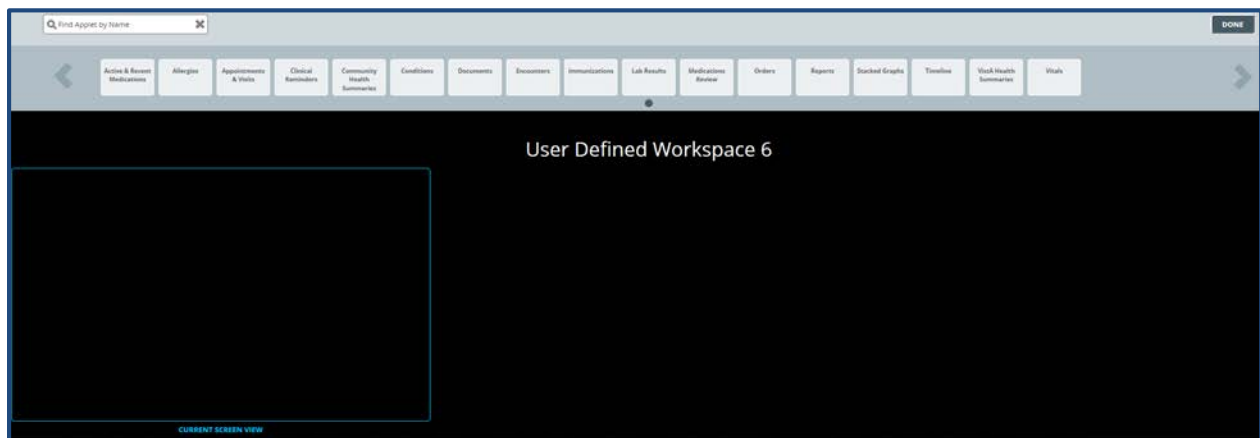 Find Applet by Name
DONE
Active & Recent
Medications
Allergies
Appointments
& Visits
Clinical
Reminders
Community
Health
Summaries
Conditions
Documents
Encounters
Immunizations
Lab Results
Medications
Review
Orders
Reports
Stacked Graphs
Timeline
VistA Health
Summaries
Vitals
User Defined Workspace 6
CURRENT SCREEN VIEW